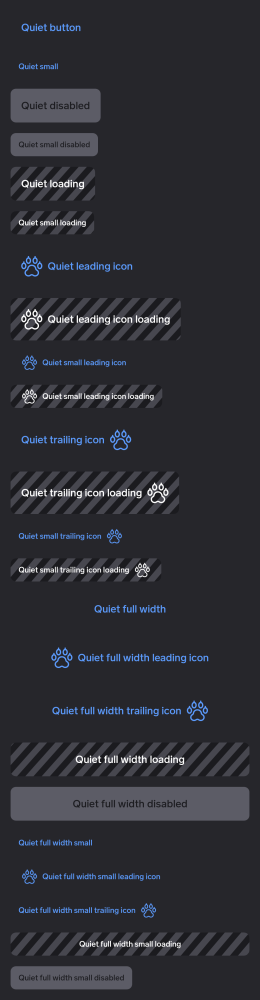 Quiet button
Quiet small
Quiet disabled
Quiet small disabled
Quiet loading
Quiet small loading
Quiet leading icon
Quiet leading icon loading
Quiet small leading icon
Quiet small leading icon loading
Quiet trailing icon
Quiet trailing icon loading
Quiet small trailing icon
Quiet small trailing icon loading
Quiet full width
Quiet full width leading icon
Quiet full width trailing icon
Quiet full width loading
Quiet full width disabled
Quiet full width small
Quiet full width small leading icon
Quiet full width small trailing icon
Quiet full width small loading
Quiet full width small disabled